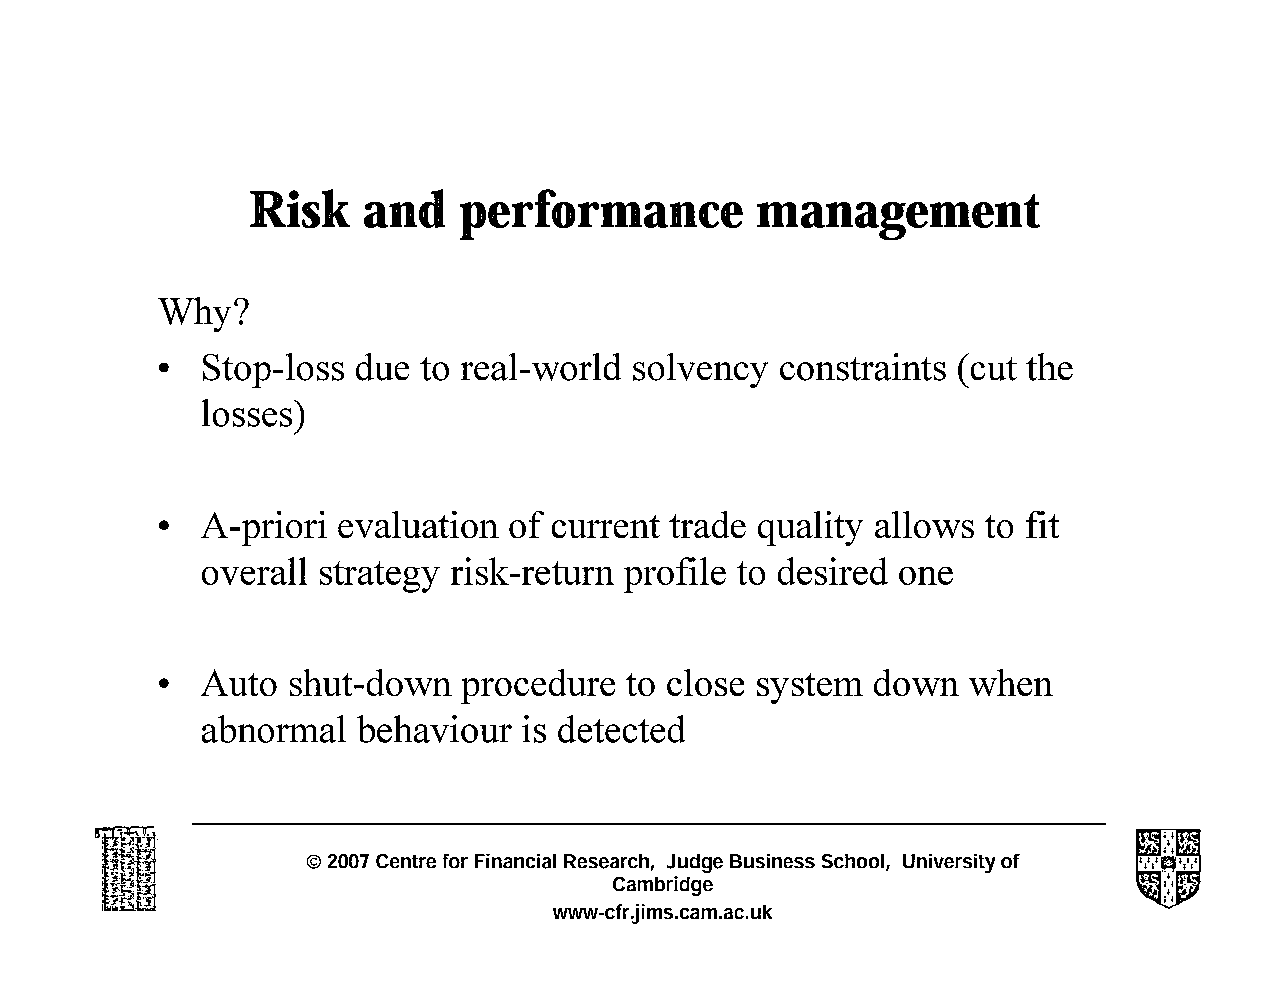 Risk and performance management
Why?
• Stop-loss due to real-world solvency constraints (cut the
losses)
• A-priori evaluation of current trade quality allows to fit
overall strategy risk-return profile to desired one
• Auto shut-down procedure to close system down when
abnormal behaviour is detected
© 2007 Centre for Financial Research, Judge Business School, University of
Cambridge
www-cfr.jims.cam.ac.uk